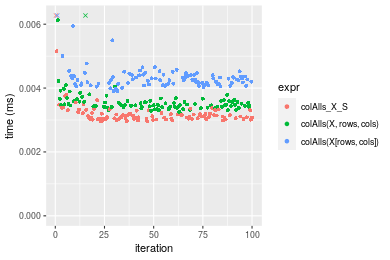 0.006
0.004
0.002
0.000
time (ms)
0
25
50
75
100
iteration
expr
colAlls_X_S
colAlls(X, rows, cols)
colAlls(X[rows, cols])